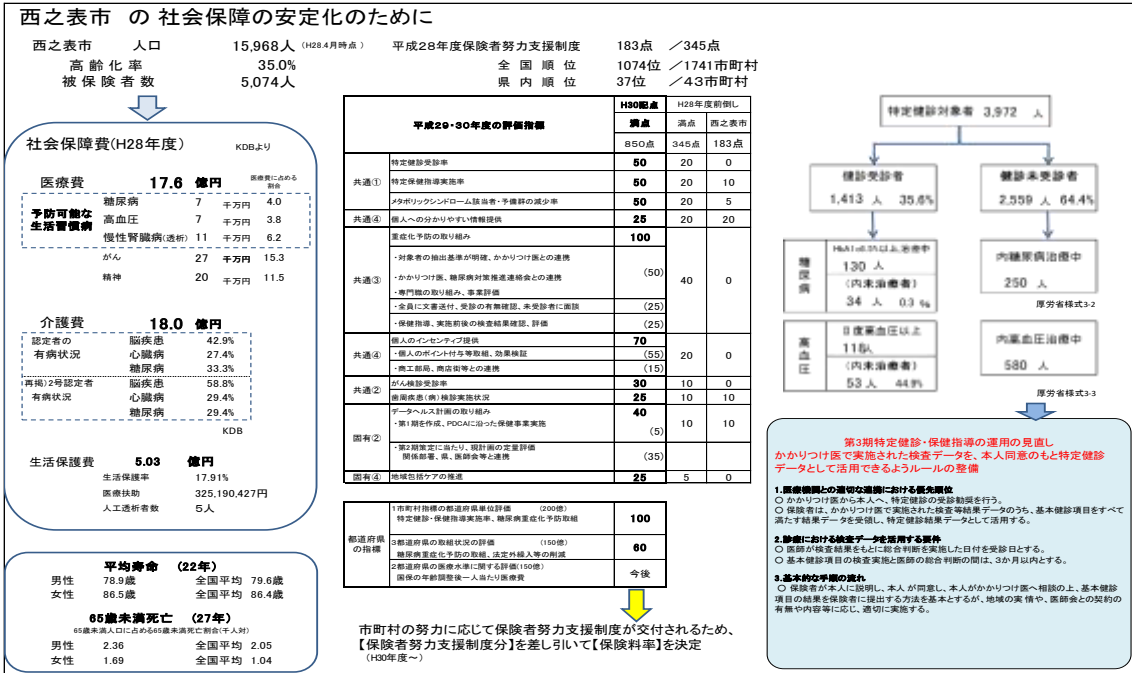 西之表市 の 社会保障の安定化のために
西之表市 人口 15,968人 (H28.4月時点 )
高齢化率 35.0%
被保険者数 5,074人
平成28年度保険者努力支援制度 183点 /345点
全国順位 1074位 /1741市町村
県内順位 37位 /43市町村
社会保障費(H28年度) KDBより
医療費 17.6 億円 医療費に占める
割合
予防可能な
生活習慣病
糖尿病 7 千万円 4.0
高血圧 7 千万円 3.8
慢性腎臓病(透析) 11 千万円 6.2
がん 27 千万円 15.3
精神 20 千万円 11.5
介護費 18.0 億円
認定者の 脳疾患 42.9%
有病状況 心臓病 27.4%
糖尿病 33.3%
再掲)2号認定者 脳疾患 58.8%
有病状況 心臓病 29.4%
糖尿病 29.4%
KDB
生活保護費 5.03 億円
生活保護率 17.91%
医療扶助 325,190,427円
人工透析者数 5人
平均寿命 (22年)
男性 78.9歳 全国平均 79.6歳
女性 86.5歳 全国平均 86.4歳
65歳未満死亡 (27年)
65歳未満人口に占める65歳未満死亡割合(千人対)
男性 2.36 全国平均 2.05
女性 1.69 全国平均 1.04
平成29・30年度の評価指標 H30配点 H28年度前倒し
満点 満点 西之表市
850点 345点 183点
共通① 特定健診受診率 50 20 0
特定保健指導実施率 50 20 10
メタボリックシンドローム該当者・予備群の減少率 50 20 5
共通④ 個人への分かりやすい情報提供 25 20 20
共通③ 重症化予防の取り組み 100 40 0
・対象者の抽出基準が明確、かかりつけ医との連携
・かかりつけ医、糖尿病対策推進連絡会との連携 (50)
・専門職の取り組み、事業評価
・全員に文書送付、受診の有無確認、未受診者に面談 (25)
・保健指導、実施前後の検査結果確認、評価 (25)
共通④ 個人のインセンティブ提供 70 20 0
・個人のポイント付与等取組、効果検証 (55)
・商工部局、商店街等との連携 (15)
共通② がん検診受診率 30 10 0
歯周疾患(病)検診実施状況 25 10 10
固有② データヘルス計画の取り組み 40 10 10
・第1期を作成、PDCAに沿った保健事業実施 (5)
・第2期策定に当たり、現計画の定量評価
関係部署、県、医師会等と連携 (35)
固有④ 地域包括ケアの推進 25 5 0
都道府県
の指標
1市町村指標の都道府県単位評価 (200億)
特定健診・保健指導実施率、糖尿病重症化予防取組 100
3都道府県の取組状況の評価 (150億)
糖尿病重症化予防の取組、法定外繰入等の削減 60
2都道府県の医療水準に関する評価(150億)
国保の年齢調整後一人当たり医療費 今後
市町村の努力に応じて保険者努力支援制度が交付されるため、
【保険者努力支援制度分】を差し引いて【保険料率】を決定
(H30年度~)
特定健診対象者 3,972 人
健診受診者
1,413 人 35.6%
健診未受診者
2,559 人 64.4%
糖尿病
130 人
(内未治療者)
34 人 0.3 %
内糖尿病治療中
250 人
厚労省様式3-2
高血圧
Ⅱ度高血圧以上
118人
(内未治療者)
53 人 44.9%
内高血圧治療中
580 人
厚労省様式3-3
第3期特定健診・保健指導の運用の見直し
かかりつけ医で実施された検査データを、本人同意のもと特定健診
データとして活用できるようルールの整備
1.医療機関との適切な連携における優先順位
○ かかりつけ医から本人へ、特定健診の受診勧奨を行う。
○ 保険者は、かかりつけ医で実施された検査等結果データのうち、基本健診項目をすべて
満たす結果データを受領し、特定健診結果データとして活用する。
2.診療における検査データを活用する要件
○ 医師が検査結果をもとに総合判断を実施した日付を受診日とする。
○ 基本健診項目の検査実施と医師の総合判断の間は、3か月以内とする。
3.基本的な手順の流れ
○ 保険者が本人に説明し、本人が同意し、本人がかかりつけ医へ相談の上、基本健診
項目の結果を保険者に提出する方法を基本とするが、地域の実情や、医師会との契約の
有無や内容等に応じ、適切に実施する。